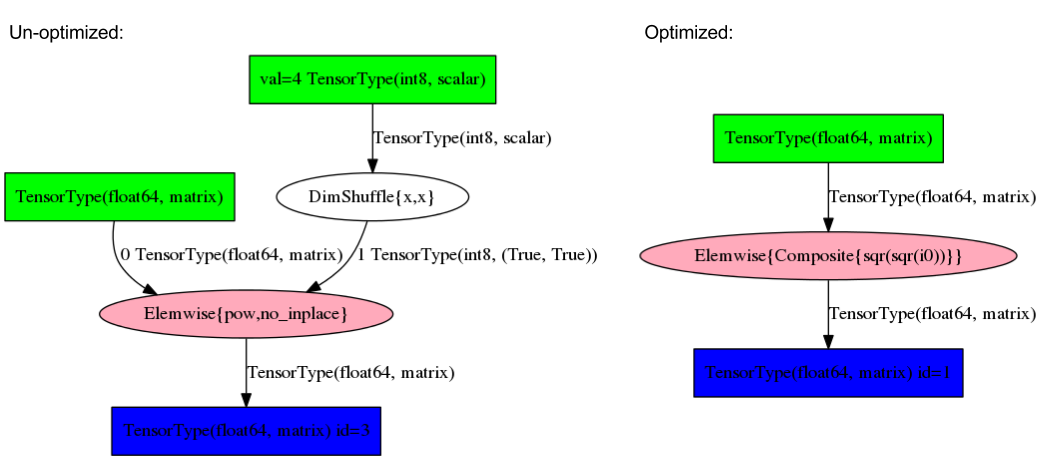 Un-optimized:
val=4 TensorType(int8, scalar)
TensorType(int8, scalar)
TensorType(float64, matrix)
DimShuffle{x,x}
0 TensorType(float64, matrix)
1 TensorType(int8, (True, True))
Elemwise{pow,no_inplace}
TensorType(float64, matrix)
TensorType(float64, matrix) id=3
Optimized:
TensorType(float64, matrix)
TensorType(float64, matrix)
Elemwise{Composite{sqr(sqr(i0))}}
TensorType(float64, matrix)
TensorType(float64, matrix) id=1